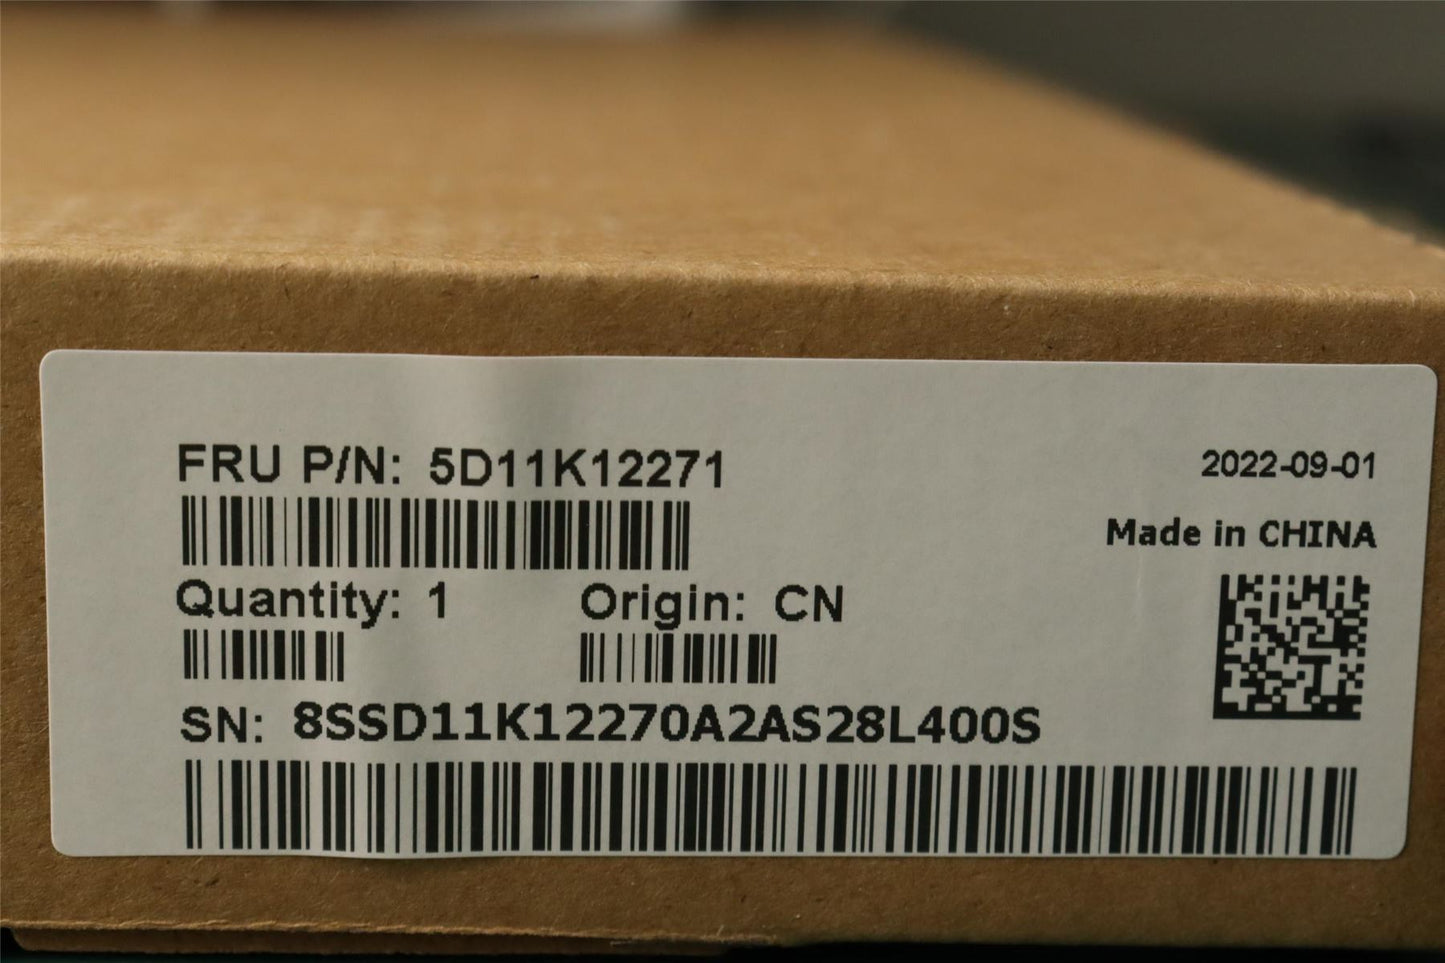 FRU P/N: 5D11K12271
2022-09-01
Made in CHINA
Quantity: 1
Origin: CN
SN: 8SSD11K12270A2AS28L400S